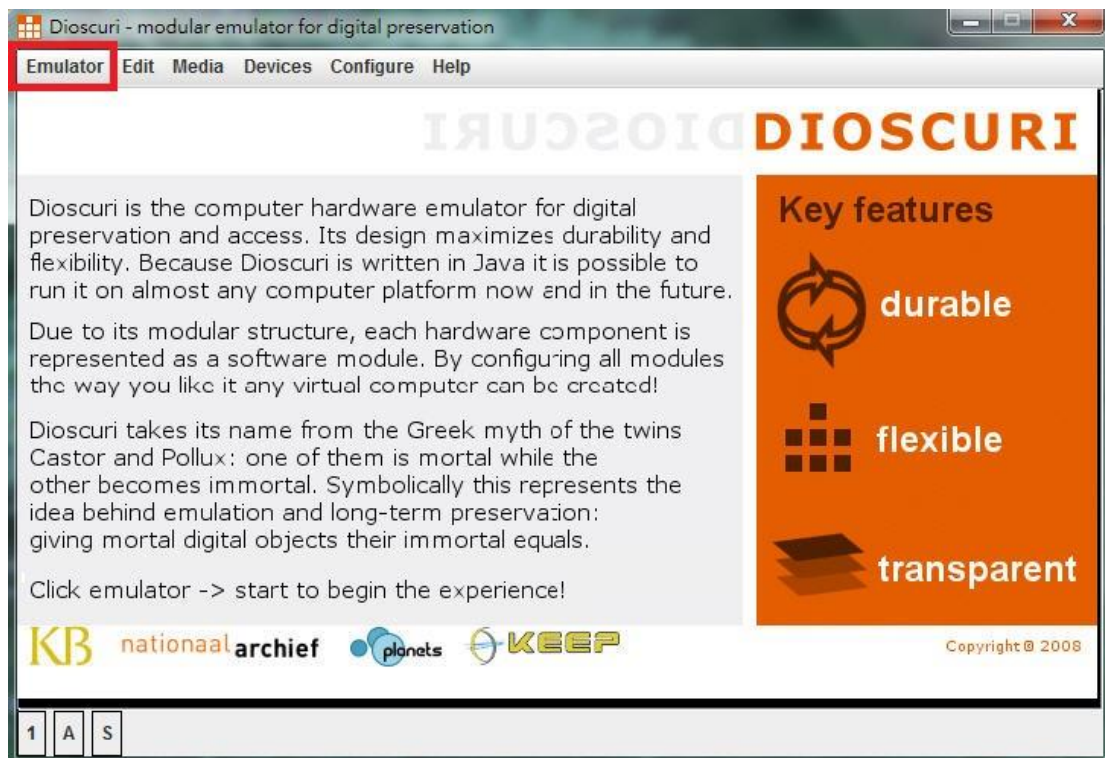 Dioscuri - modular emulator for digital preservation
Emulator Edit Media Devices Configure Help
DIOSCURI DIOSCURI
Dioscuri is the computer hardware emulator for digital
preservation and access. Its design maximizes durability and
flexibility. Because Dioscuri is written in Java it is possible to
run it on almost any computer platform now and in the future.
Due to its modular structure, each hardware component is
represented as a software module. By configuring all modules
the way you like it any virtual computer can be created!
Dioscuri takes its name from the Greek myth of the twins
Castor and Pollux: one of them is mortal while the
other becomes immortal. Symbolically this represents the
idea behind emulation and long-term preservation:
giving mortal digital objects their immortal equals.
Click emulator -> start to begin the experience!
Key features
durable
flexible
transparent
KB nationaal archief planets KEEP
Copyright © 2008
1 A S